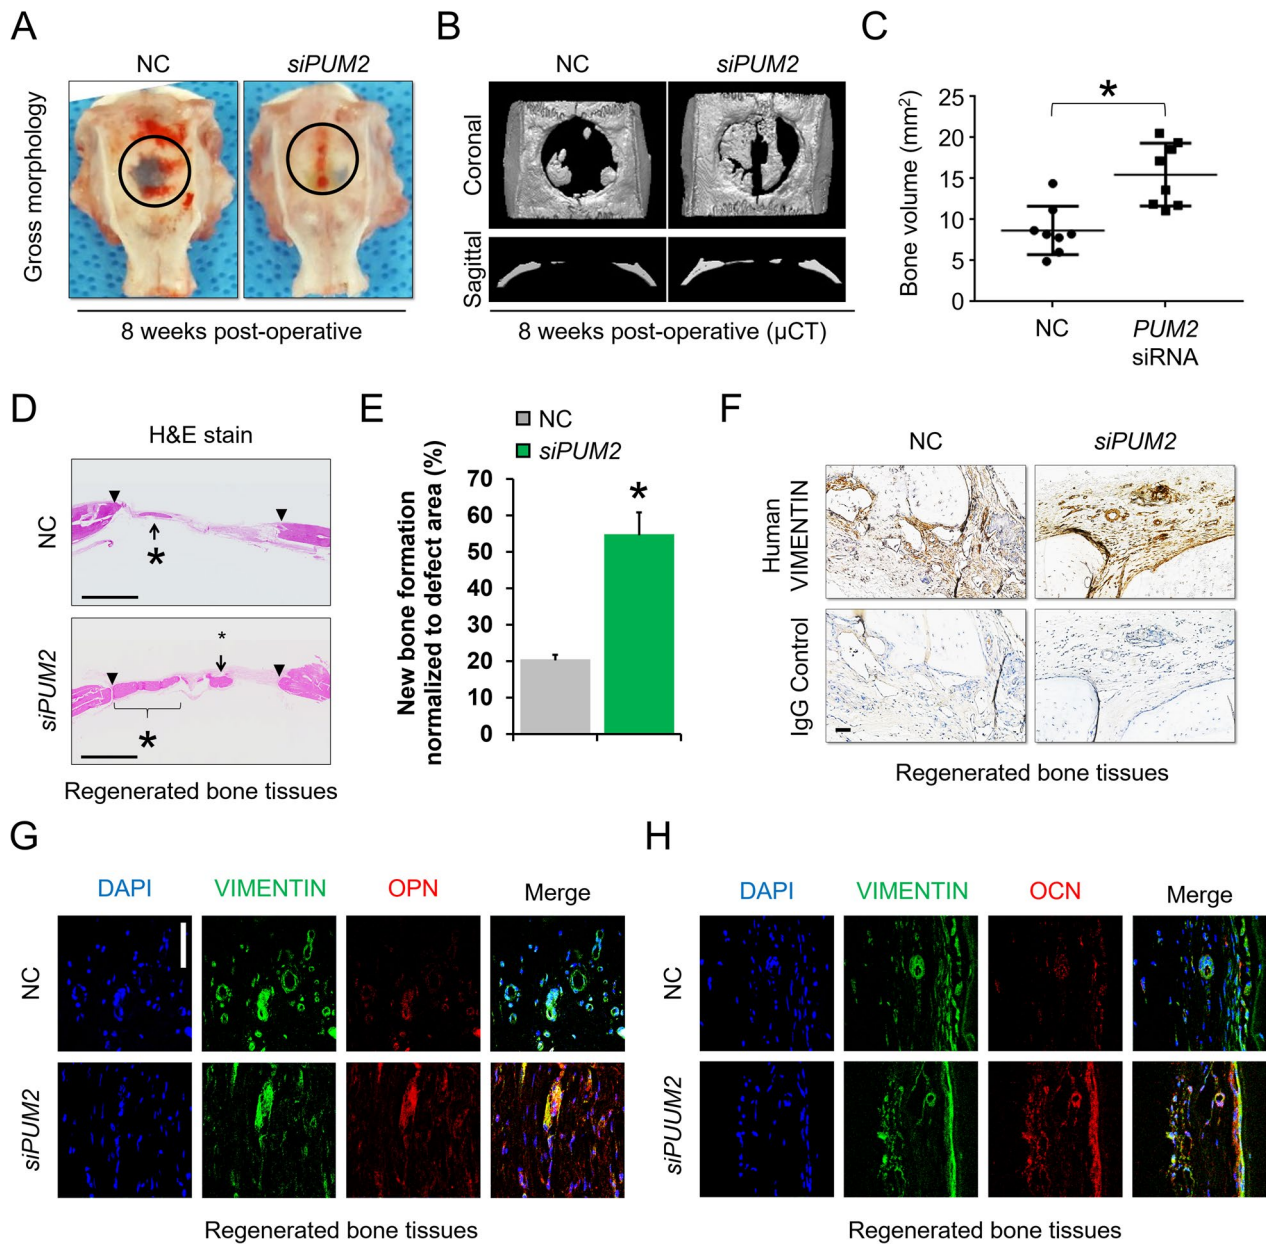 A
NC
siPUM2
Gross morphology
8 weeks post-operative
B
NC
siPUM2
Coronal
Sagittal
8 weeks post-operative (µCT)
C
*
Bone volume (mm²)
25
20
15
10
5
0
NC
PUM2
siRNA
D
H&E stain
NC
*
siPUM2
*
*
Regenerated bone tissues
E
NC
siPUM2
New bone formation
normalized to defect area (%)
70
60
50
40
30
20
10
0
*
F
NC
siPUM2
Human
VIMENTIN
IgG Control
Regenerated bone tissues
G
DAPI
VIMENTIN
OPN
Merge
NC
siPUM2
Regenerated bone tissues
H
DAPI
VIMENTIN
OCN
Merge
NC
siPUUM2
Regenerated bone tissues